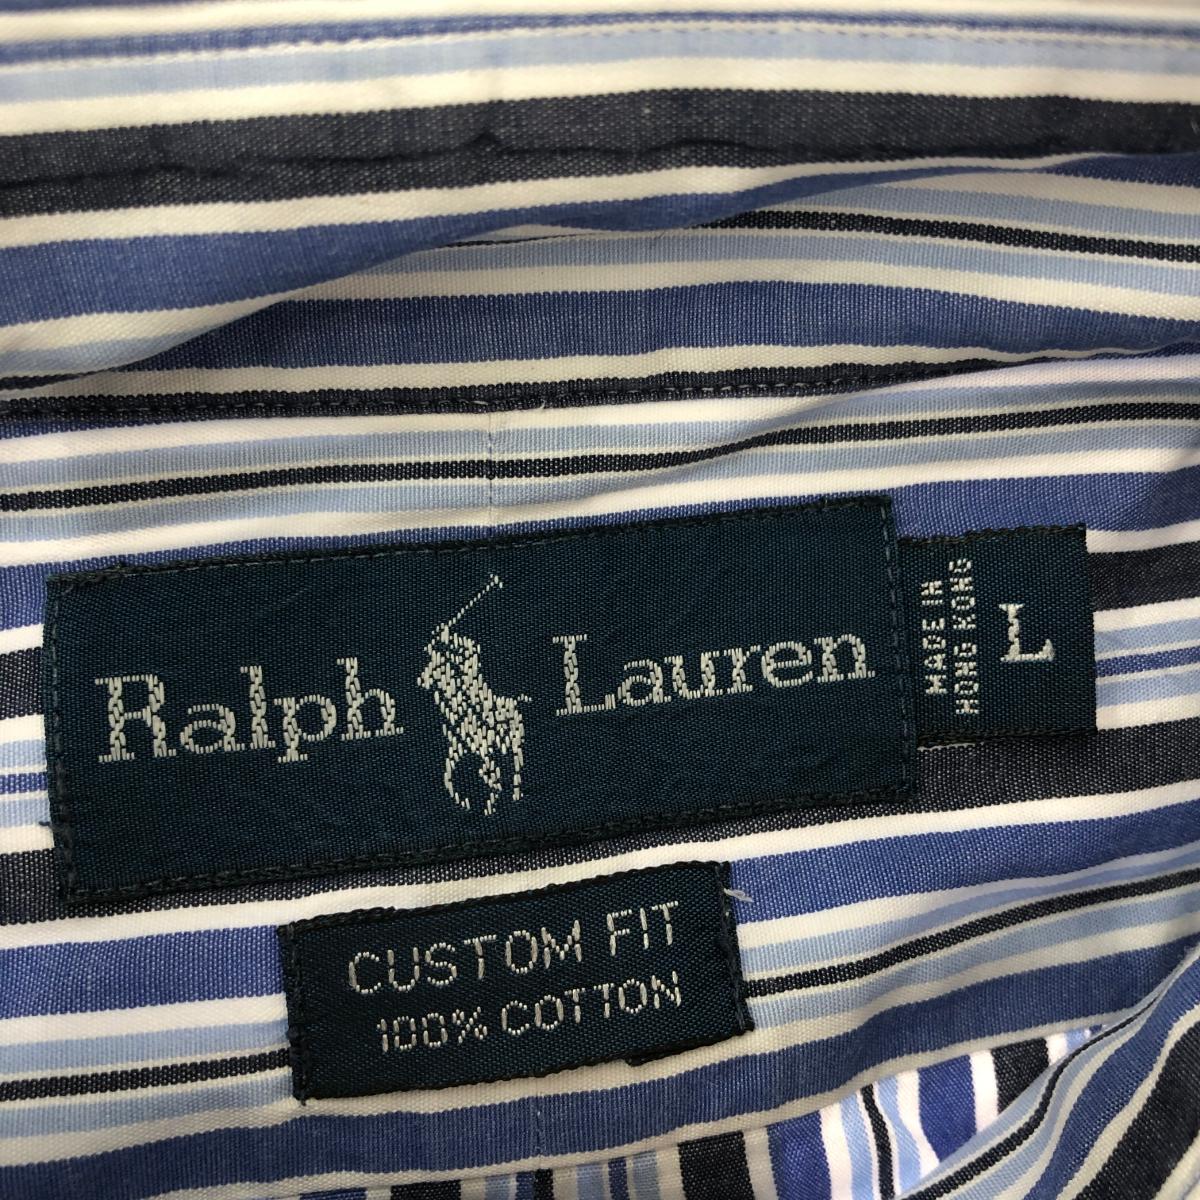 Ralph Lauren
MADE IN
HONG KONG
L
CUSTOM FIT
100% COTTON